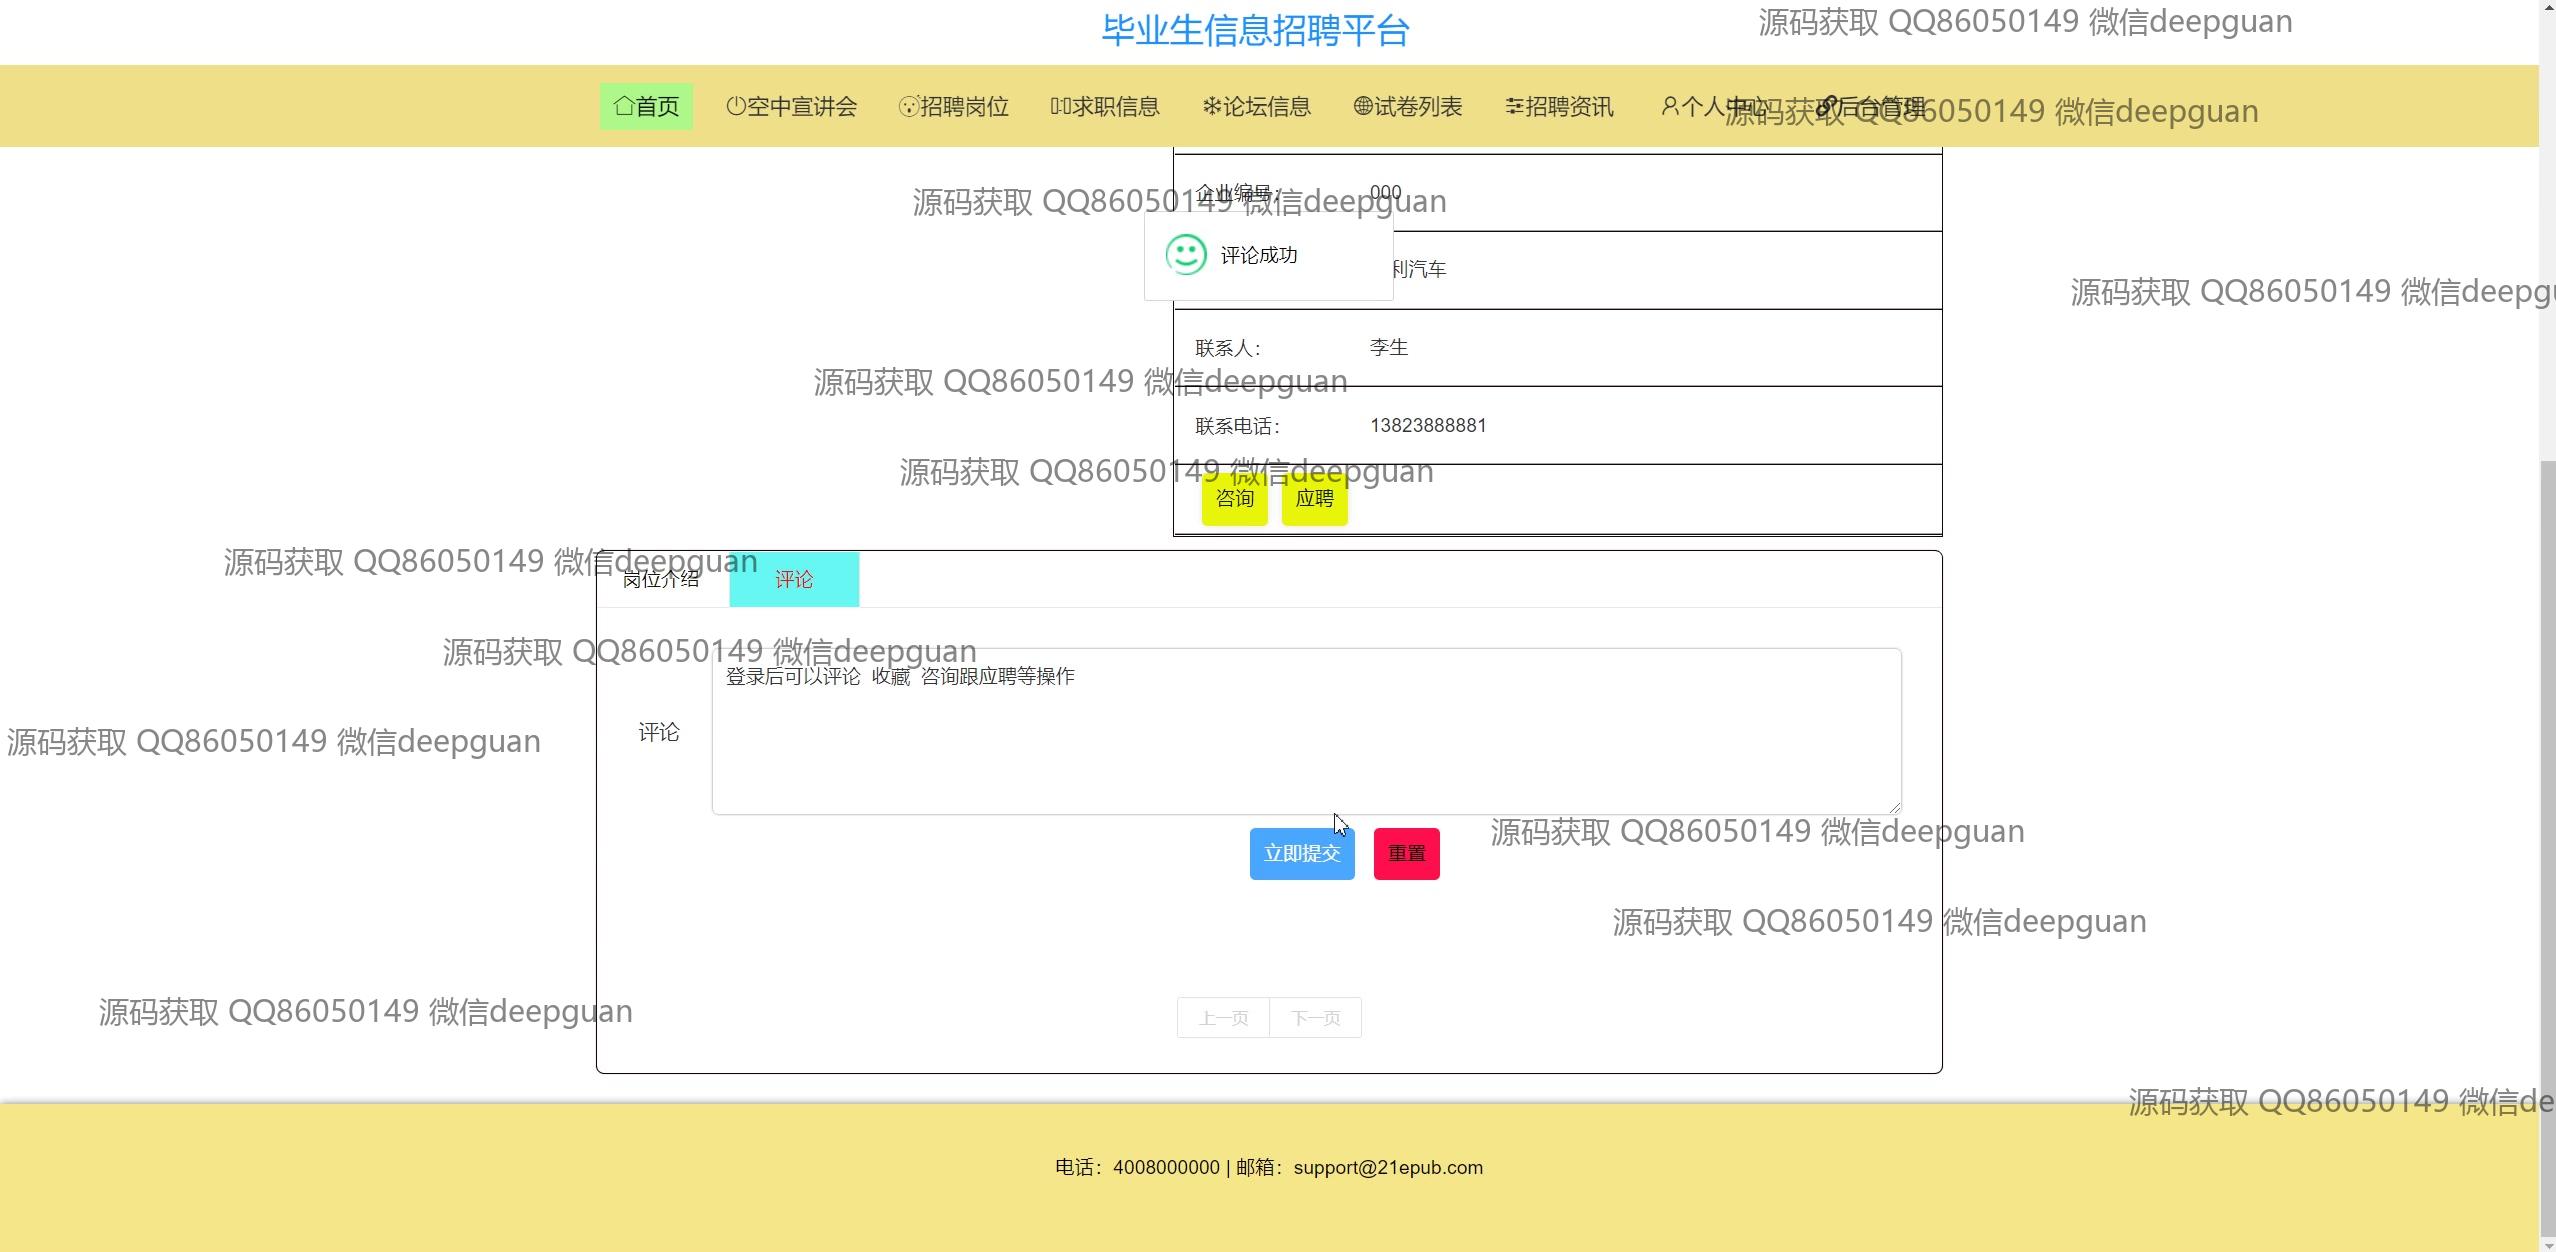 毕业生信息招聘平台
源码获取 QQ86050149 微信deepguan
首页 空中宣讲会 招聘岗位 求职信息 论坛信息 试卷列表 招聘资讯 个人中心 后台管理
源码获取 QQ86050149 微信deepguan
企业编号： 000
源码获取 QQ86050149 微信deepguan
评论成功
利汽车
源码获取 QQ86050149 微信deepgu
联系人： 李生
源码获取 QQ86050149 微信deepguan
联系电话： 13823888881
源码获取 QQ86050149 微信deepguan
咨询 应聘
源码获取 QQ86050149 微信deepguan
岗位介绍 评论
源码获取 QQ86050149 微信deepguan
登录后可以评论 收藏 咨询跟应聘等操作
评论
源码获取 QQ86050149 微信deepguan
源码获取 QQ86050149 微信deepguan
立即提交 重置
源码获取 QQ86050149 微信deepguan
源码获取 QQ86050149 微信deepguan
上一页 下一页
源码获取 QQ86050149 微信de
电话：4008000000 | 邮箱：support@21epub.com